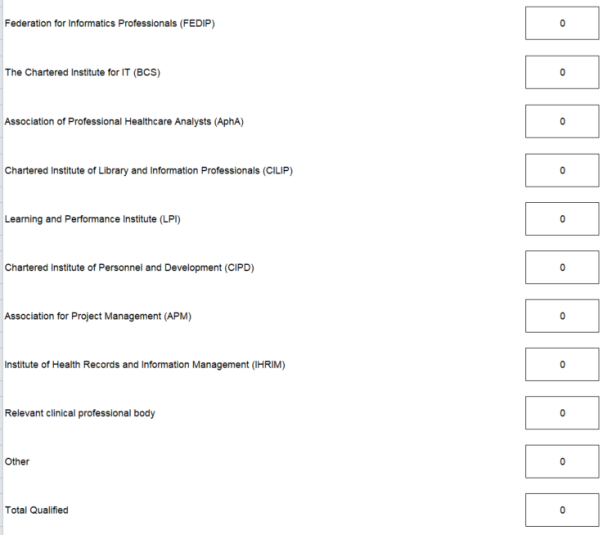 Federation for Informatics Professionals (FEDIP) 0
The Chartered Institute for IT (BCS) 0
Association of Professional Healthcare Analysts (AphA) 0
Chartered Institute of Library and Information Professionals (CILIP) 0
Learning and Performance Institute (LPI) 0
Chartered Institute of Personnel and Development (CIPD) 0
Association for Project Management (APM) 0
Institute of Health Records and Information Management (IHRIM) 0
Relevant clinical professional body 0
Other 0
Total Qualified 0